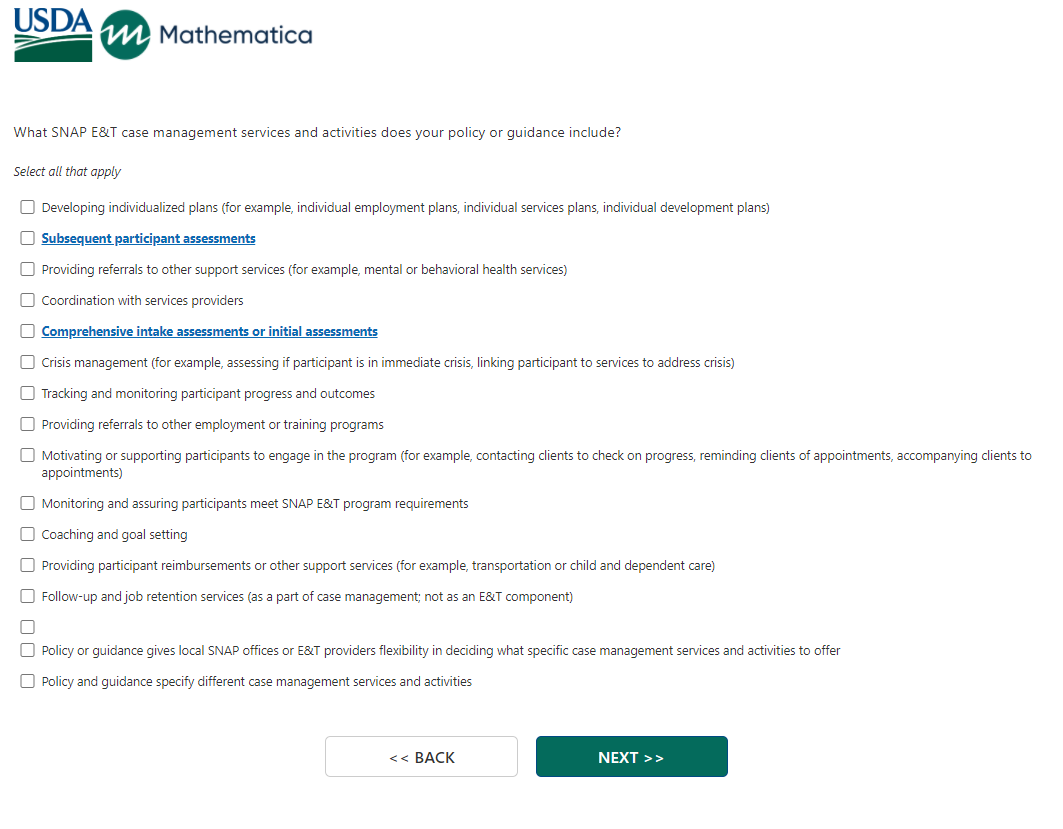 USDA
Mathematica
What SNAP E&T case management services and activities does your policy or guidance include?
Select all that apply
Developing individualized plans (for example, individual employment plans, individual services plans, individual development plans)
Subsequent participant assessments
Providing referrals to other support services (for example, mental or behavioral health services)
Coordination with services providers
Comprehensive intake assessments or initial assessments
Crisis management (for example, assessing if participant is in immediate crisis, linking participant to services to address crisis)
Tracking and monitoring participant progress and outcomes
Providing referrals to other employment or training programs
Motivating or supporting participants to engage in the program (for example, contacting clients to check on progress, reminding clients of appointments, accompanying clients to
appointments)
Monitoring and assuring participants meet SNAP E&T program requirements
Coaching and goal setting
Providing participant reimbursements or other support services (for example, transportation or child and dependent care)
Follow-up and job retention services (as a part of case management; not as an E&T component)
Policy or guidance gives local SNAP offices or E&T providers flexibility in deciding what specific case management services and activities to offer
Policy and guidance specify different case management services and activities
<< BACK
NEXT >>